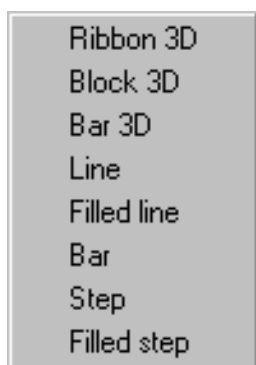 Ribbon 3D
Block 3D
Bar 3D
Line
Filled line
Bar
Step
Filled step